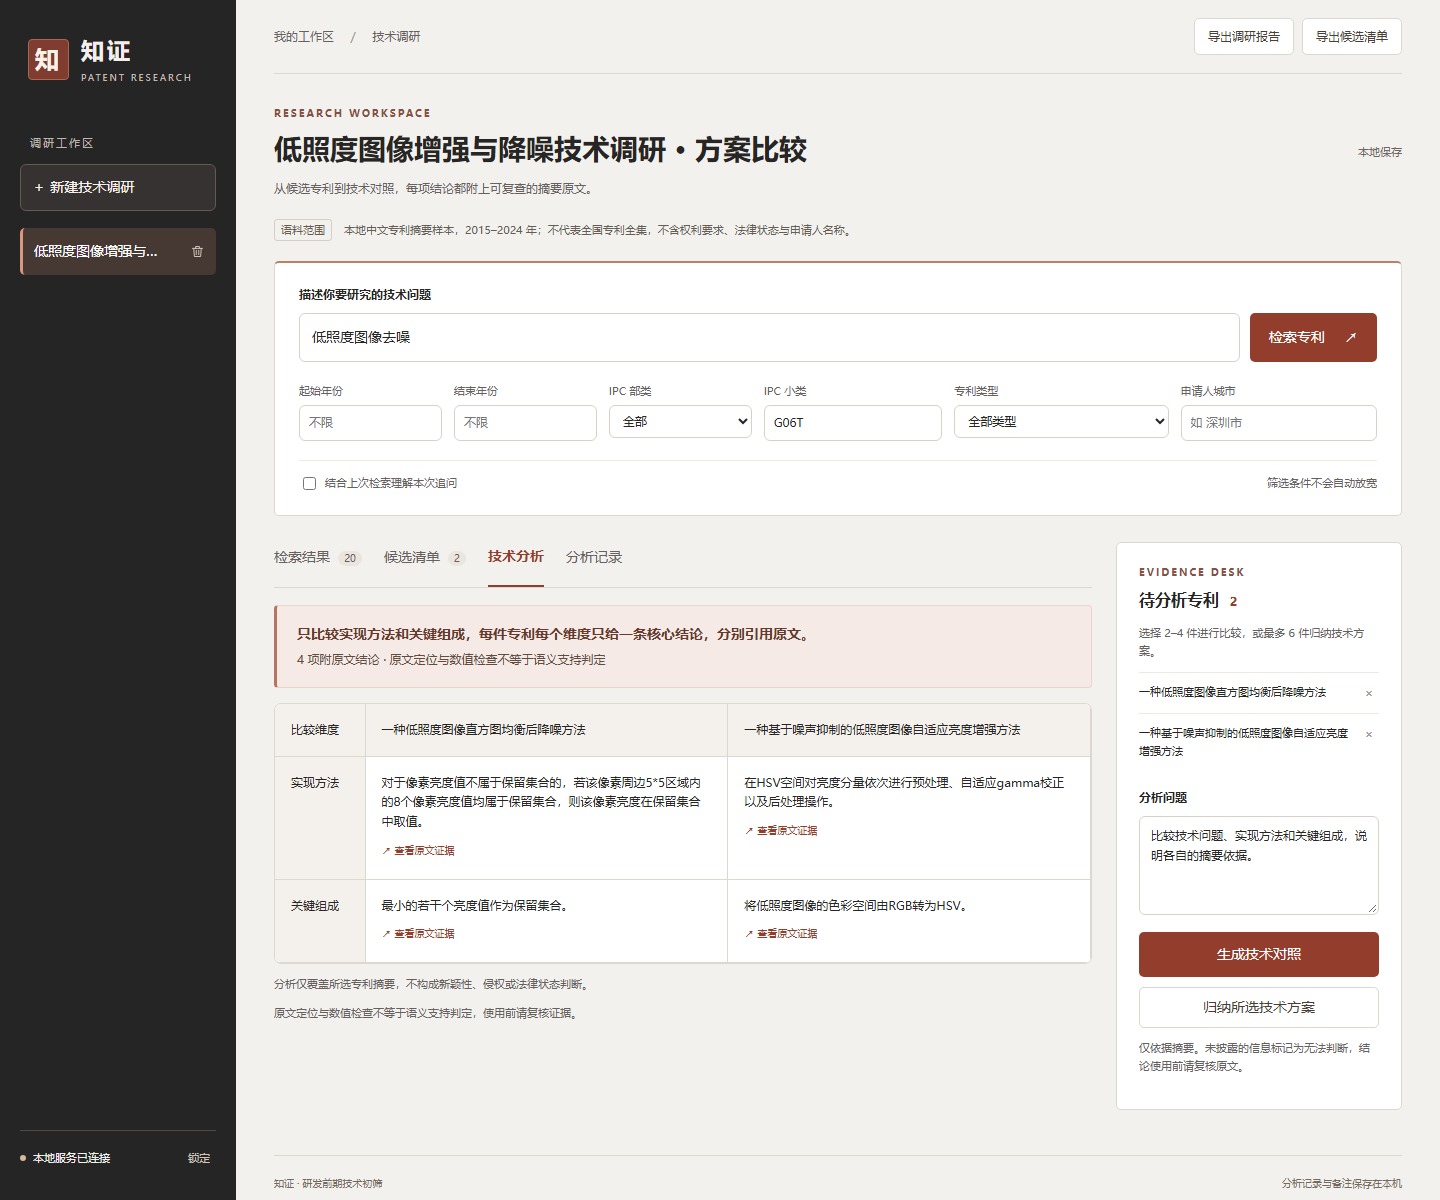 知
知证
PATENT RESEARCH
调研工作区
+ 新建技术调研
低照度图像增强与...
本地服务已连接
锁定
我的工作区 / 技术调研
导出调研报告
导出候选清单
RESEARCH WORKSPACE
低照度图像增强与降噪技术调研 · 方案比较
本地保存
从候选专利到技术对照，每项结论都附上可复查的摘要原文。
语料范围
本地中文专利摘要样本，2015–2024 年；不代表全国专利全集，不含权利要求、法律状态与申请人名称。
描述你要研究的技术问题
低照度图像去噪
检索专利 ↗
起始年份
结束年份
IPC 部类
IPC 小类
专利类型
申请人城市
不限
不限
全部
G06T
全部类型
如 深圳市
结合上次检索理解本次追问
筛选条件不会自动放宽
检索结果 20
候选清单 2
技术分析
分析记录
只比较实现方法和关键组成，每件专利每个维度只给一条核心结论，分别引用原文。
4 项附原文结论 · 原文定位与数值检查不等于语义支持判定
比较维度
一种低照度图像直方图均衡后降噪方法
一种基于噪声抑制的低照度图像自适应亮度增强方法
实现方法
对于像素亮度值不属于保留集合的，若该像素周边5*5区域内
的8个像素亮度值均属于保留集合，则该像素亮度在保留集合
中取值。
↗ 查看原文证据
在HSV空间对亮度分量依次进行预处理、自适应gamma校正
以及后处理操作。
↗ 查看原文证据
关键组成
最小的若干个亮度值作为保留集合。
↗ 查看原文证据
将低照度图像的色彩空间由RGB转为HSV。
↗ 查看原文证据
分析仅覆盖所选专利摘要，不构成新颖性、侵权或法律状态判断。
原文定位与数值检查不等于语义支持判定，使用前请复核证据。
EVIDENCE DESK
待分析专利 2
选择 2–4 件进行比较，或最多 6 件归纳技术方
案。
一种低照度图像直方图均衡后降噪方法 ×
一种基于噪声抑制的低照度图像自适应亮度 ×
增强方法
分析问题
比较技术问题、实现方法和关键组成，说
明各自的摘要依据。
生成技术对照
归纳所选技术方案
仅依据摘要。未披露的信息标记为无法判断，结
论使用前请复核原文。
知证 · 研发前期技术初筛
分析记录与备注保存在本机